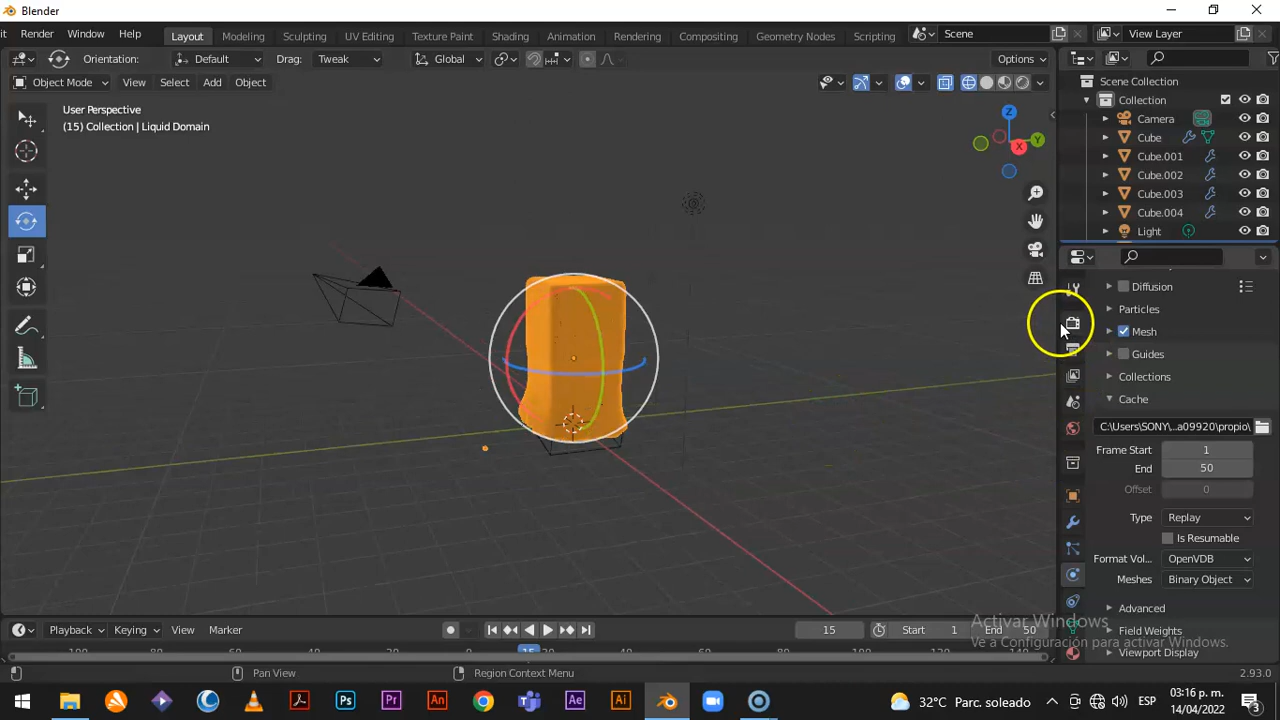 Blender
it Render Window Help Layout Modeling Sculpting UV Editing Texture Paint Shading Animation Rendering Compositing Geometry Nodes Scripting Scene View Layer
Orientation: Default Drag: Tweak Global Options
Object Mode View Select Add Object
User Perspective
(15) Collection | Liquid Domain
Z
Y
X
Scene Collection
Collection
Camera
Cube
Cube.001
Cube.002
Cube.003
Cube.004
Light
Diffusion
Particles
Mesh
Guides
Collections
Cache
C:\Users\SONY\...a09920\propio\
Frame Start 1
End 50
Offset 0
Type Replay
Is Resumable
Format Vol... OpenVDB
Meshes Binary Object
Advanced
Field Weights
Viewport Display
Activar Windows
Ve a Configuración para activar Windows.
Playback Keying View Marker 15 Start 1 End 50
Pan View Region Context Menu 2.93.0
32°C Parc. soleado
03:16 p. m.
14/04/2022
3